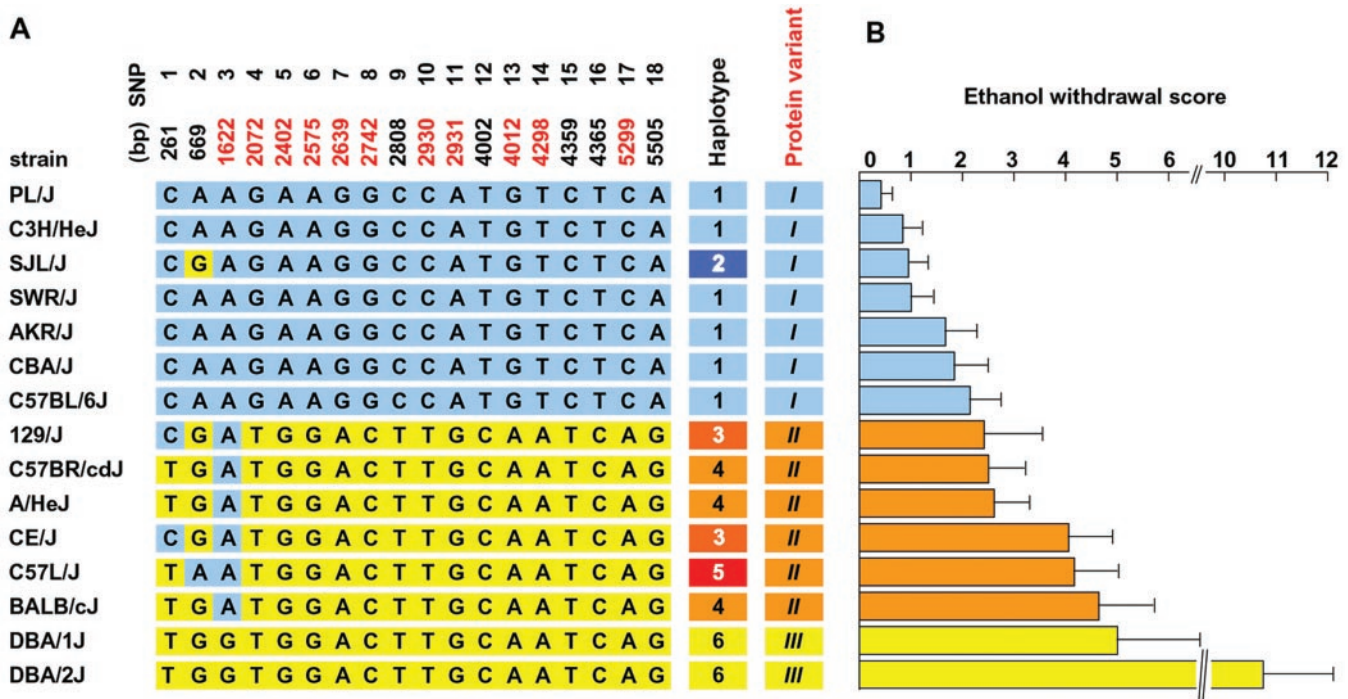 A
SNP 1 2 3 4 5 6 7 8 9 10 11 12 13 14 15 16 17 18
strain (bp) 261 669 1622 2072 2402 2575 2639 2742 2808 2930 2931 4002 4012 4298 4359 4365 5299 5505 Haplotype Protein variant
PL/J C A A G A A G G C C A T G T C T C A 1 I
C3H/HeJ C A A G A A G G C C A T G T C T C A 1 I
SJL/J C G A G A A G G C C A T G T C T C A 2 I
SWR/J C A A G A A G G C C A T G T C T C A 1 I
AKR/J C A A G A A G G C C A T G T C T C A 1 I
CBA/J C A A G A A G G C C A T G T C T C A 1 I
C57BL/6J C A A G A A G G C C A T G T C T C A 1 I
129/J C G A T G G A C T T G C A A T C A G 3 II
C57BR/cdJ T G A T G G A C T T G C A A T C A G 4 II
A/HeJ T G A T G G A C T T G C A A T C A G 4 II
CE/J C G A T G G A C T T G C A A T C A G 3 II
C57L/J T A A T G G A C T T G C A A T C A G 5 II
BALB/cJ T G A T G G A C T T G C A A T C A G 4 II
DBA/1J T G G T G G A C T T G C A A T C A G 6 III
DBA/2J T G G T G G A C T T G C A A T C A G 6 III
B
Ethanol withdrawal score
0 1 2 3 4 5 6 10 11 12